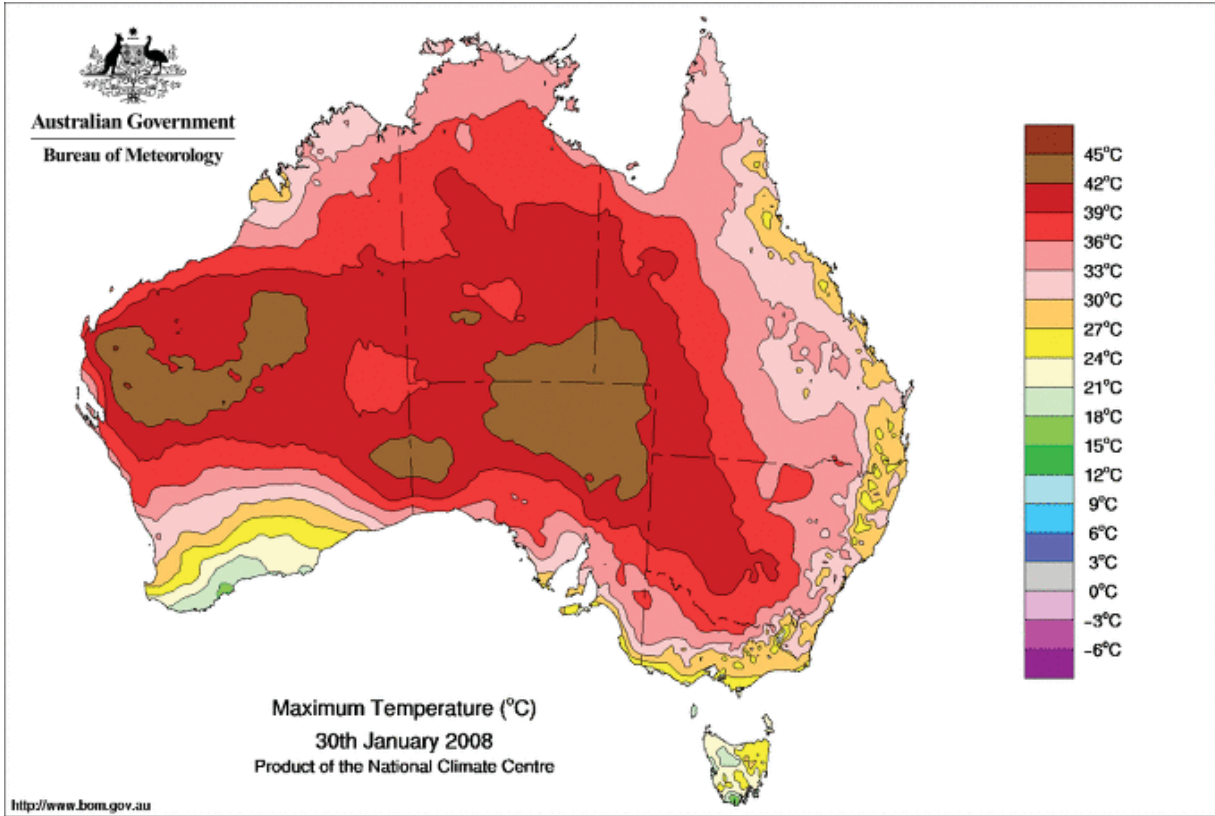 Australian Government
Bureau of Meteorology
45°C
42°C
39°C
36°C
33°C
30°C
27°C
24°C
21°C
18°C
15°C
12°C
9°C
6°C
3°C
0°C
-3°C
-6°C
Maximum Temperature (°C)
30th January 2008
Product of the National Climate Centre
http://www.bom.gov.au